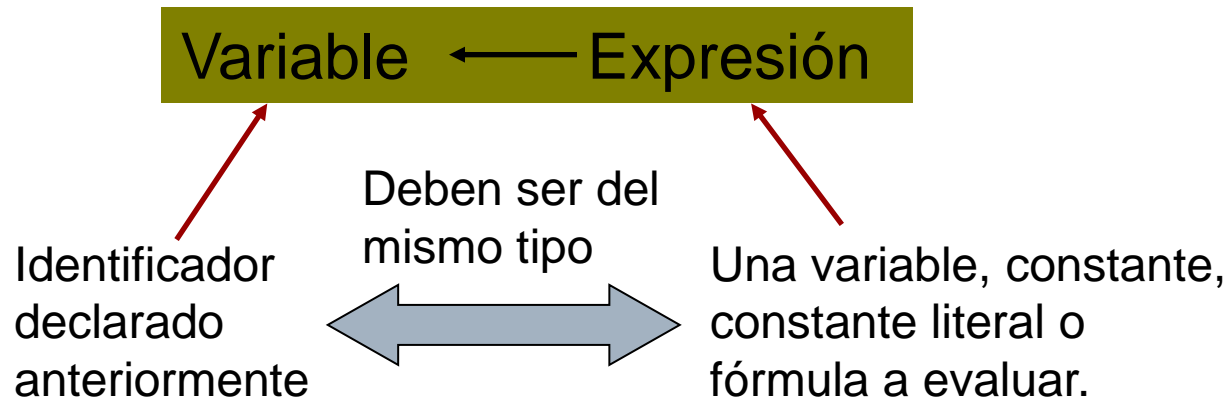 Variable ← Expresión
Deben ser del
mismo tipo
Identificador
declarado
anteriormente
Una variable, constante,
constante literal o
fórmula a evaluar.